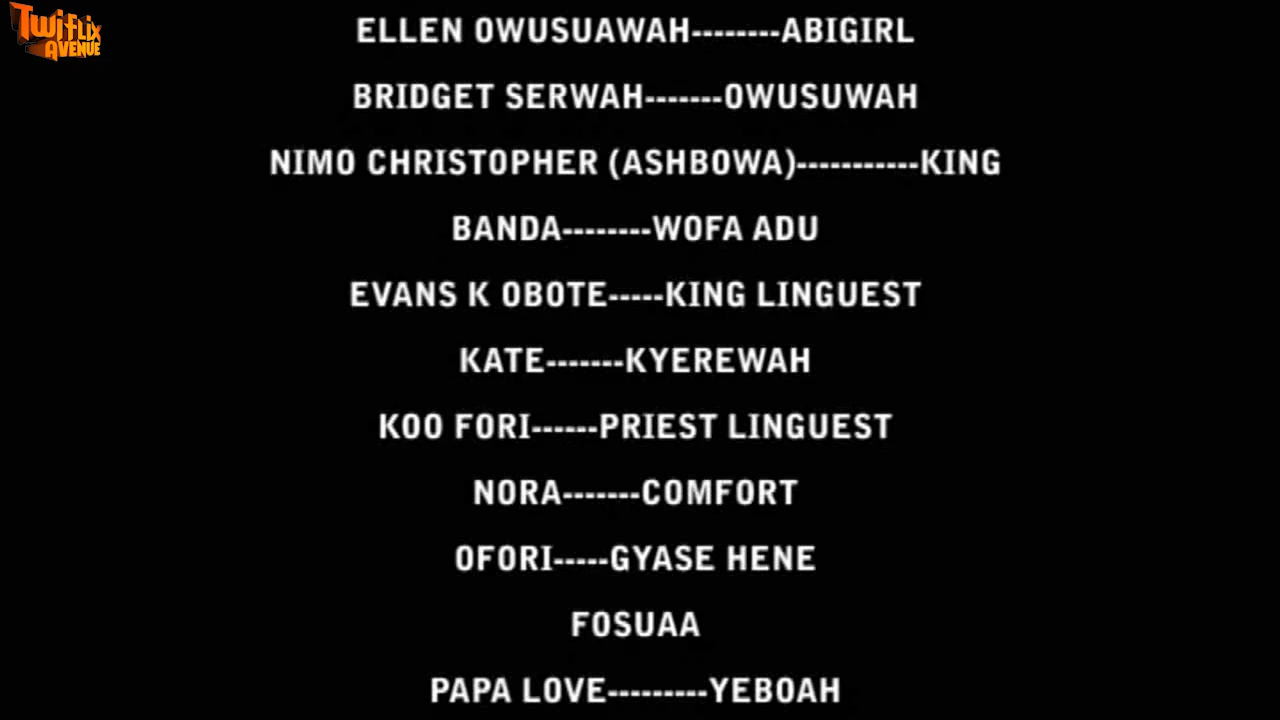 TWIFLIX
AVENUE
ELLEN OWUSUAWAH--------ABIGIRL
BRIDGET SERWAH-------OWUSUWAH
NIMO CHRISTOPHER (ASHBOWA)-----------KING
BANDA--------WOFA ADU
EVANS K OBOTE-----KING LINGUEST
KATE-------KYEREWAH
KOO FORI------PRIEST LINGUEST
NORA-------COMFORT
OFORI-----GYASE HENE
FOSUAA
PAPA LOVE---------YEBOAH